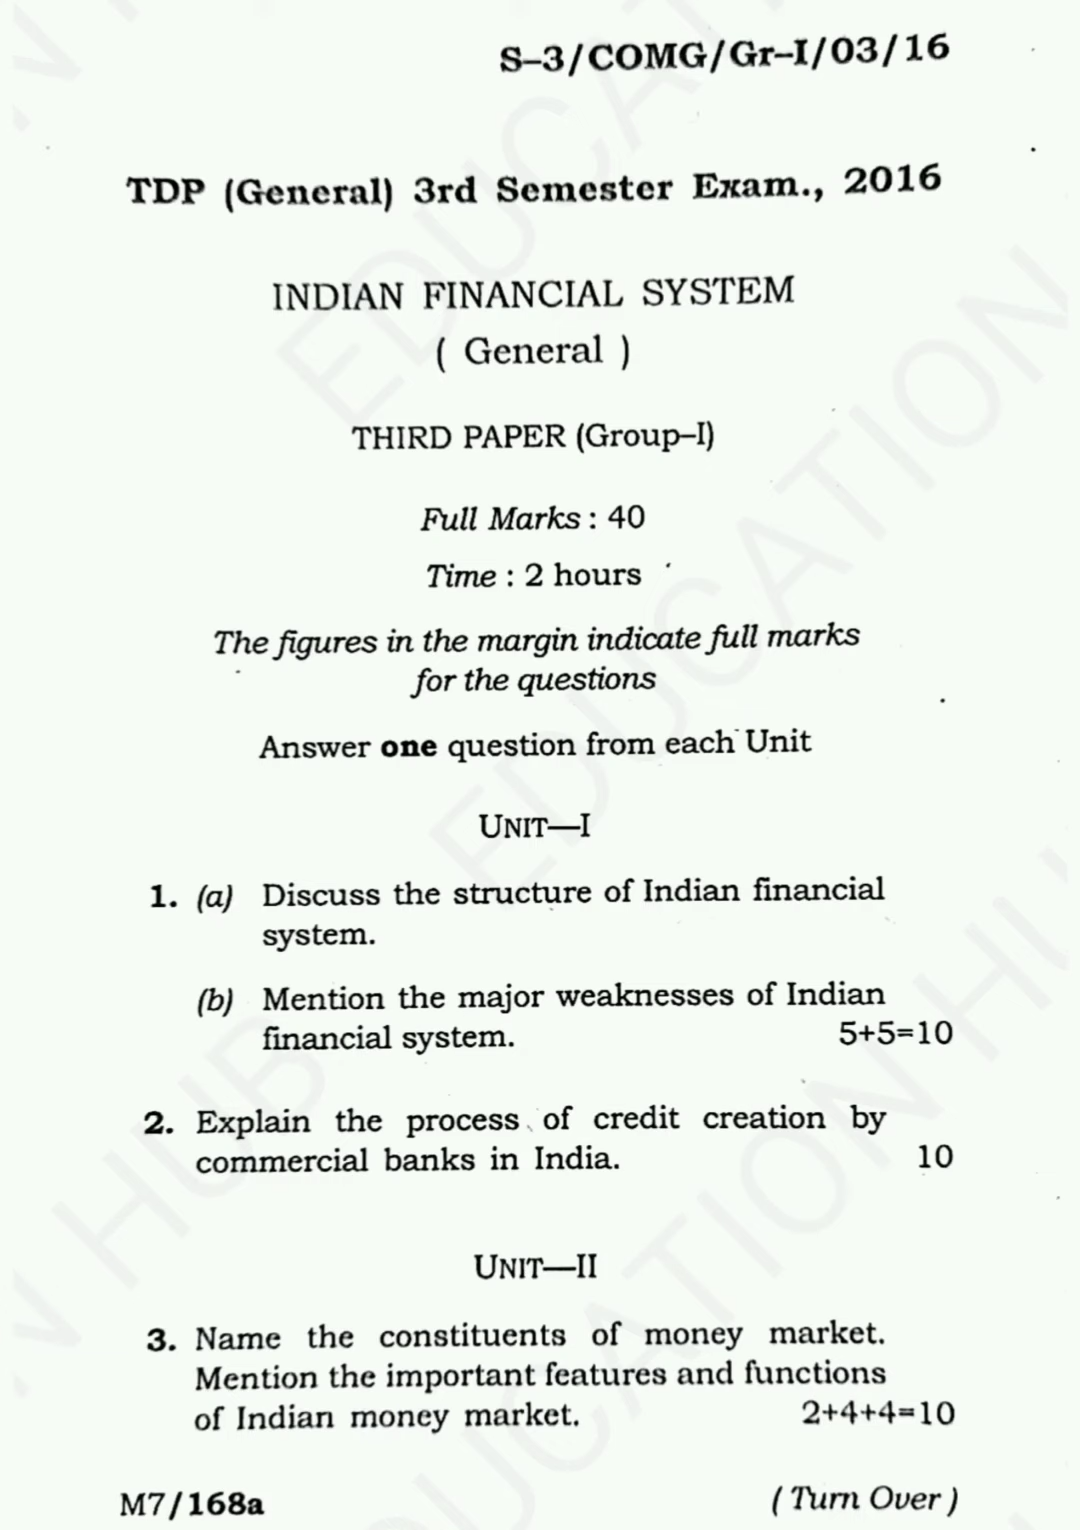 S–3/COMG/Gr–I/03/16
TDP (General) 3rd Semester Exam., 2016
INDIAN FINANCIAL SYSTEM
( General )
THIRD PAPER (Group–I)
Full Marks : 40
Time : 2 hours
The figures in the margin indicate full marks
for the questions
Answer one question from each Unit
UNIT—I
1. (a) Discuss the structure of Indian financial
system.
(b) Mention the major weaknesses of Indian
financial system. 5+5=10
2. Explain the process of credit creation by
commercial banks in India. 10
UNIT—II
3. Name the constituents of money market.
Mention the important features and functions
of Indian money market. 2+4+4=10
M7/168a ( Turn Over )
EDUCATION HUB